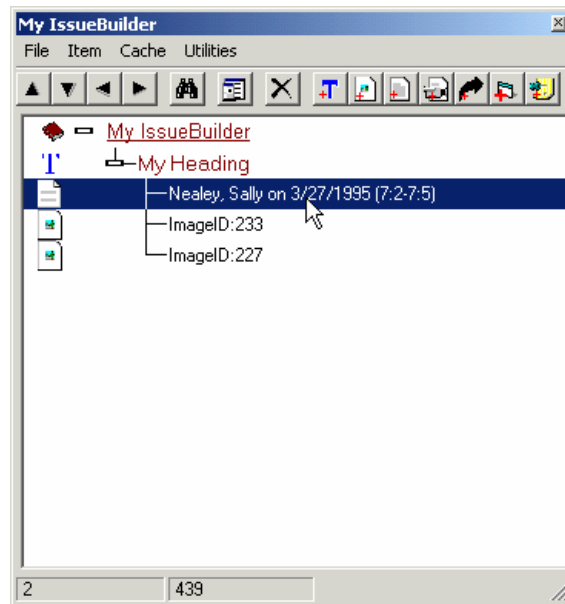 My IssueBuilder
File Item Cache Utilities
My IssueBuilder
T My Heading
Nealey, Sally on 3/27/1995 (7:2-7:5)
ImageID:233
ImageID:227
2 439